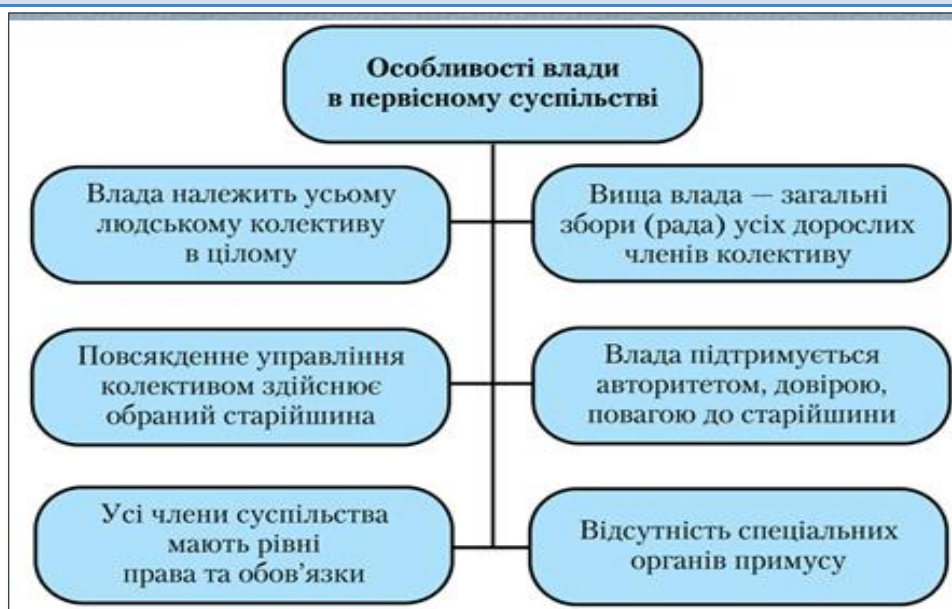 Особливості влади
в первісному суспільстві
Влада належить усьому
людському колективу
в цілому
Вища влада — загальні
збори (рада) усіх дорослих
членів колективу
Повсякденне управління
колективом здійснює
обраний старійшина
Влада підтримується
авторитетом, довірою,
повагою до старійшини
Усі члени суспільства
мають рівні
права та обов’язки
Відсутність спеціальних
органів примусу